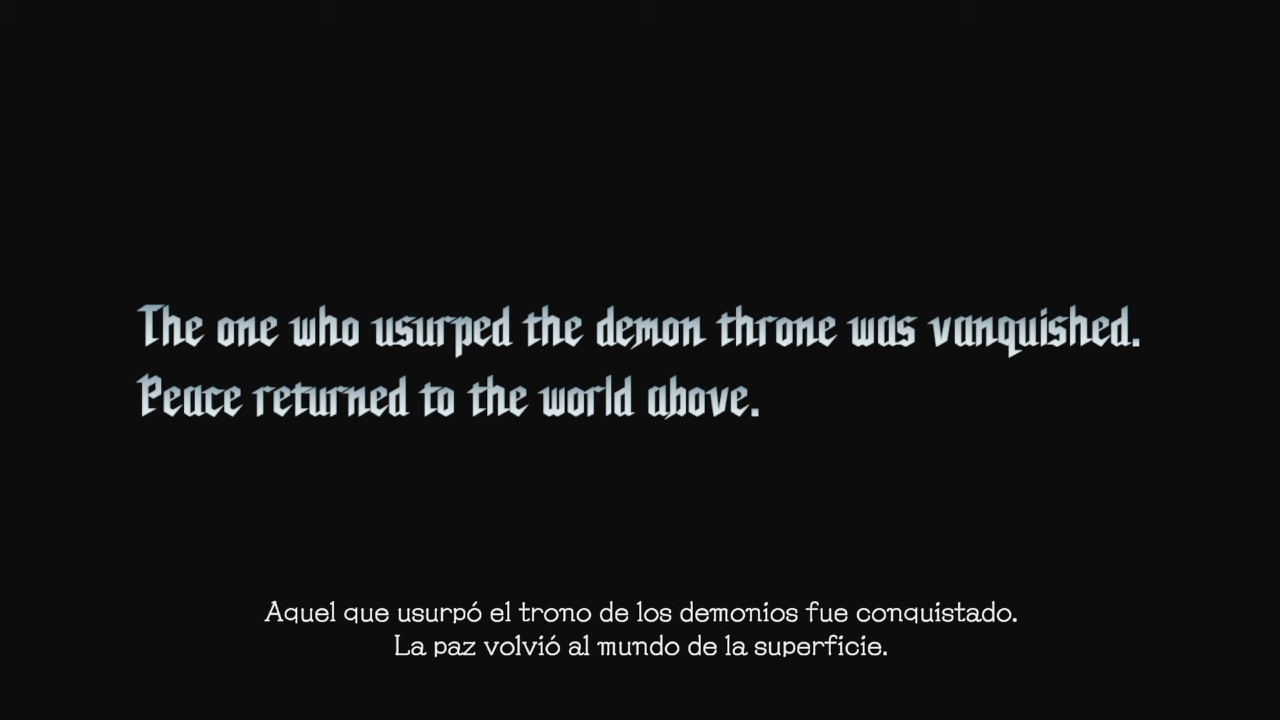 The one who usurped the demon throne was vanquished.
Peace returned to the world above.
Aquel que usurpó el trono de los demonios fue conquistado.
La paz volvió al mundo de la superficie.